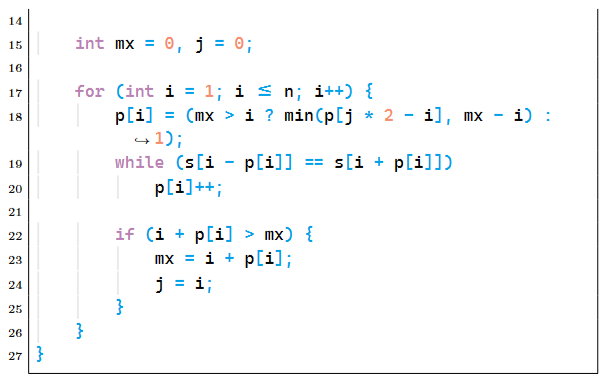 14
15 int mx = 0, j = 0;
16
17 for (int i = 1; i ≤ n; i++) {
18 p[i] = (mx > i ? min(p[j * 2 - i], mx - i) :
↪ 1);
19 while (s[i - p[i]] == s[i + p[i]])
20 p[i]++;
21
22 if (i + p[i] > mx) {
23 mx = i + p[i];
24 j = i;
25 }
26 }
27 }